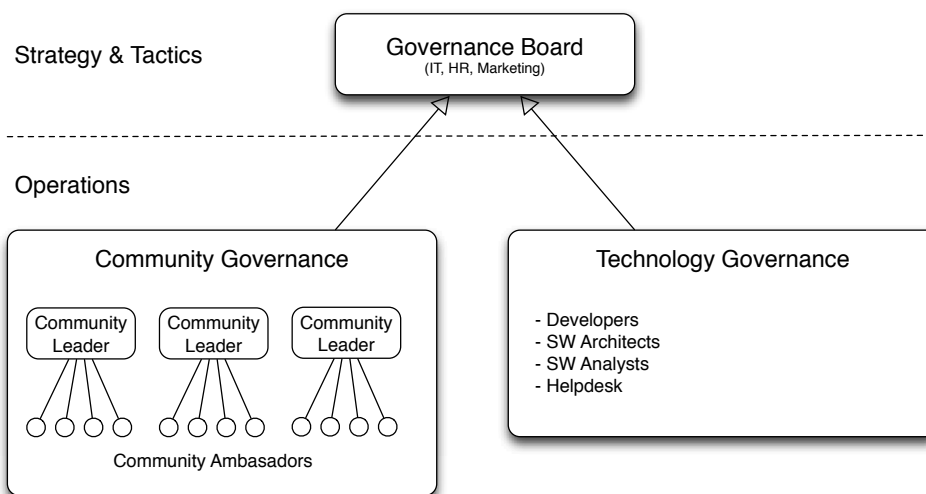 Strategy & Tactics
Governance Board
(IT, HR, Marketing)
Operations
Community Governance
Community
Leader
Community
Leader
Community
Leader
Community Ambasadors
Technology Governance
- Developers
- SW Architects
- SW Analysts
- Helpdesk